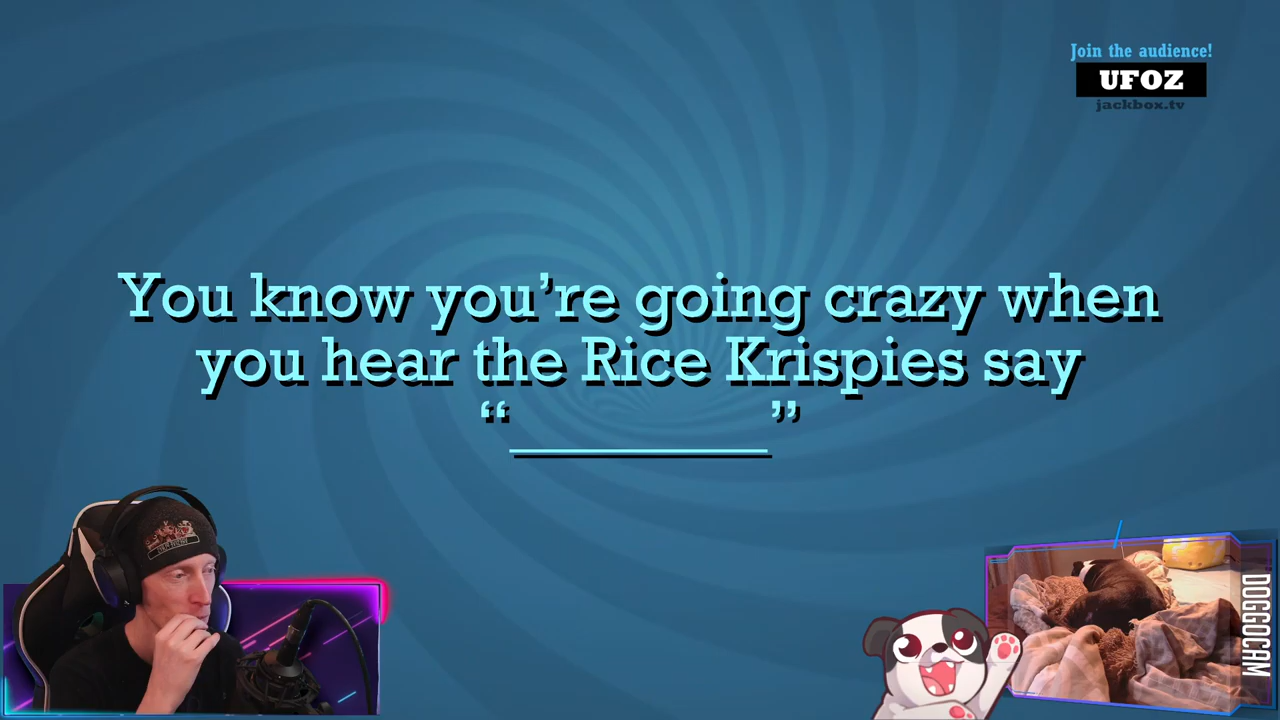 Join the audience!
UFOZ
jackbox.tv
You know you’re going crazy when
you hear the Rice Krispies say
“__________”
DOGGOCAM